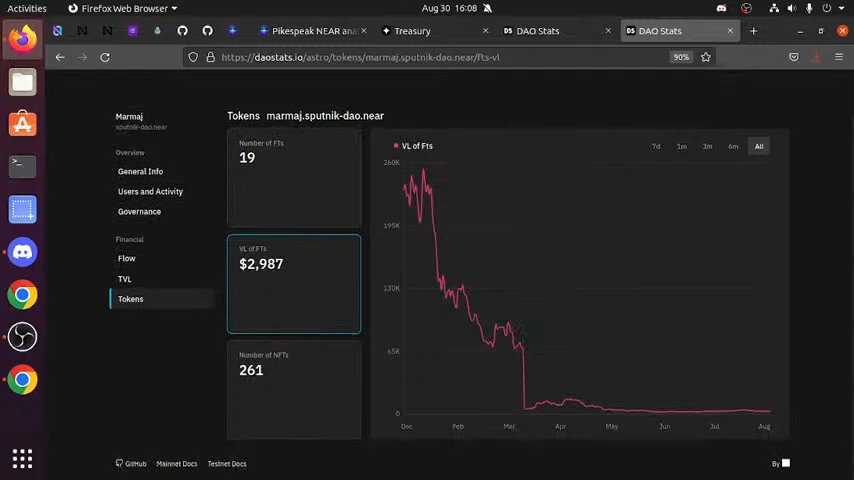 Activities
Firefox Web Browser
Aug 30 16:08
Pikespeak NEAR ana
Treasury
DAO Stats
DAO Stats
https://daostats.io/astro/tokens/marmaj.sputnik-dao.near/fts-vl
90%
Marmaj
sputnik-dao.near
Overview
General Info
Users and Activity
Governance
Financial
Flow
TVL
Tokens
Tokens marmaj.sputnik-dao.near
Number of FTs
19
VL of FTs
$2,987
Number of NFTs
261
VL of Fts
7d 1m 3m 6m All
260K
195K
130K
65K
0
Dec Feb Mar Apr May Jun Jul Aug
GitHub Mainnet Docs Testnet Docs
By